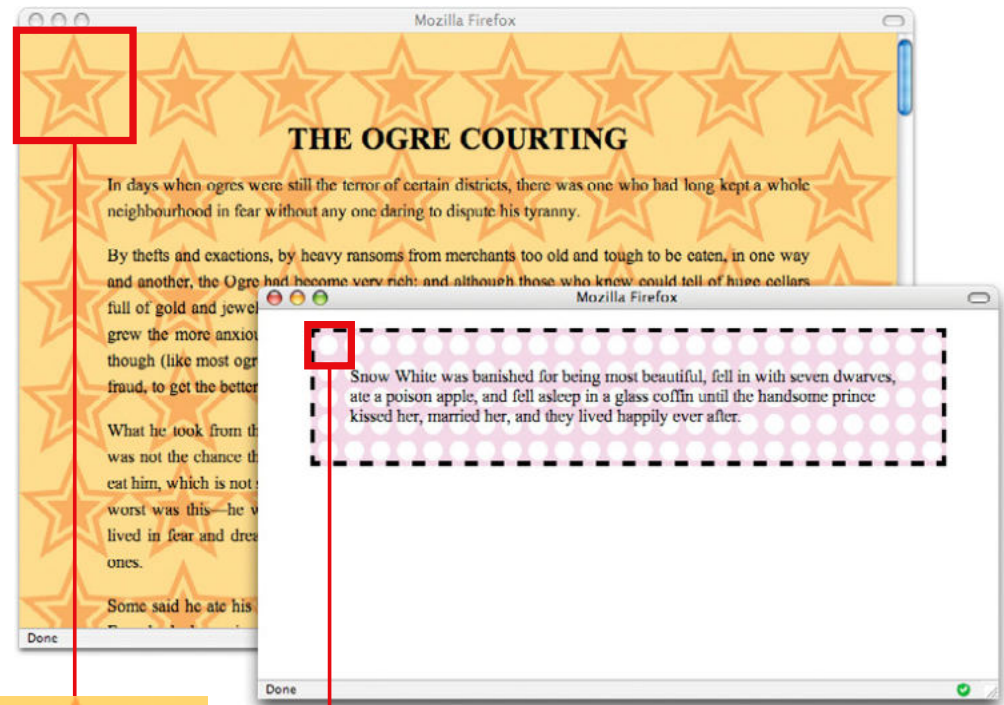 Mozilla Firefox
THE OGRE COURTING
In days when ogres were still the terror of certain districts, there was one who had long kept a whole
neighbourhood in fear without any one daring to dispute his tyranny.
By thefts and exactions, by heavy ransoms from merchants too old and tough to be eaten, in one way
and another, the Ogre had become very rich; and although those who knew could tell of huge cellars
full of gold and
grew the more
though (like most
fraud, to get the better
What he took from
was not the chance
eat him, which is not
worst was this—he
lived in fear and
ones.
Some said he ate his
Done
Mozilla Firefox
Snow White was banished for being most beautiful, fell in with seven dwarves,
ate a poison apple, and fell asleep in a glass coffin until the handsome prince
kissed her, married her, and they lived happily ever after.
Done